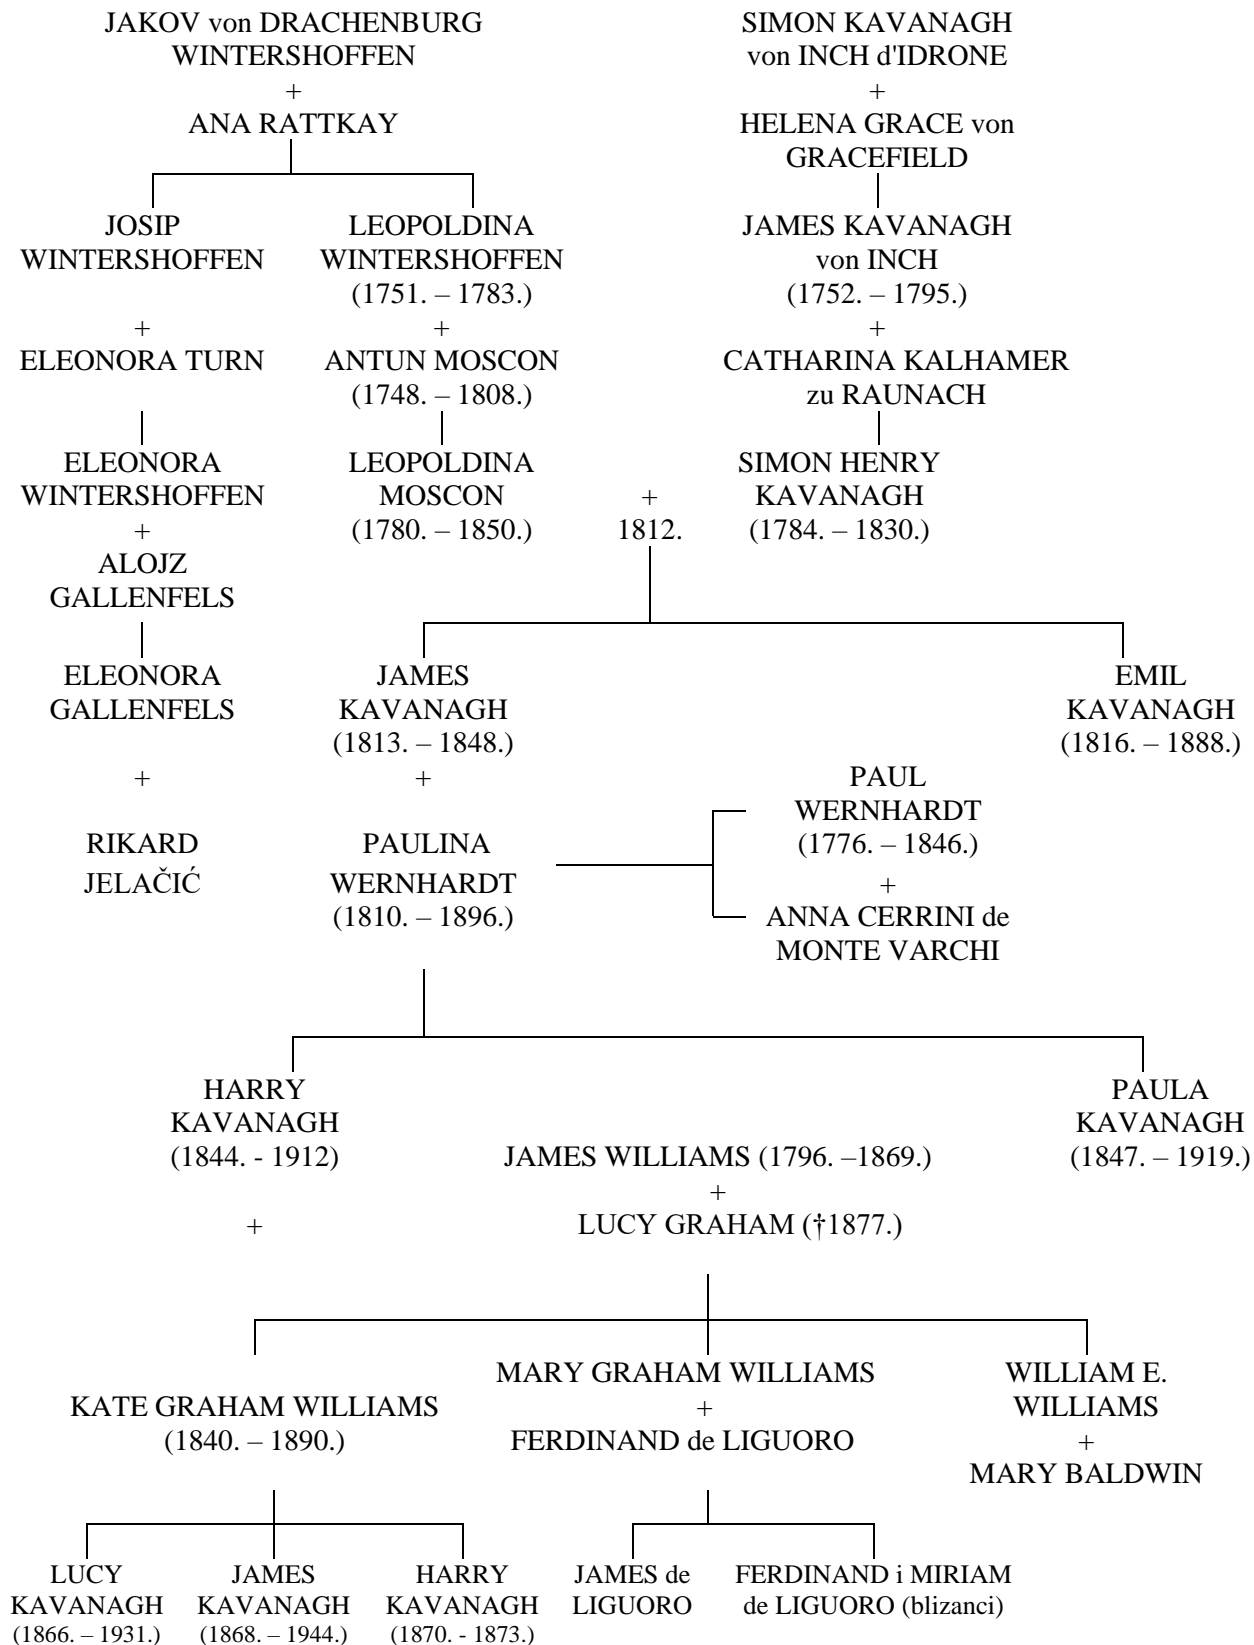 JAKOV von DRACHENBURG
WINTERSHOFFEN
+
ANA RATTKAY
SIMON KAVANAGH
von INCH d'IDRONE
+
HELENA GRACE von
GRACEFIELD
JOSIP
WINTERSHOFFEN
+
ELEONORA TURN
LEOPOLDINA
WINTERSHOFFEN
(1751. – 1783.)
+
ANTUN MOSCON
(1748. – 1808.)
JAMES KAVANAGH
von INCH
(1752. – 1795.)
+
CATHARINA KALHAMER
zu RAUNACH
ELEONORA
WINTERSHOFFEN
+
ALOJZ
GALLENFELS
LEOPOLDINA
MOSCON
(1780. – 1850.)
+
1812.
SIMON HENRY
KAVANAGH
(1784. – 1830.)
ELEONORA
GALLENFELS
+
RIKARD
JELAČIĆ
JAMES
KAVANAGH
(1813. – 1848.)
+
PAULINA
WERNHARDT
(1810. – 1896.)
EMIL
KAVANAGH
(1816. – 1888.)
PAUL
WERNHARDT
(1776. – 1846.)
+
ANNA CERRINI de
MONTE VARCHI
HARRY
KAVANAGH
(1844. - 1912)
+
JAMES WILLIAMS (1796. –1869.)
+
LUCY GRAHAM (†1877.)
PAULA
KAVANAGH
(1847. – 1919.)
KATE GRAHAM WILLIAMS
(1840. – 1890.)
MARY GRAHAM WILLIAMS
+
FERDINAND de LIGUORO
WILLIAM E.
WILLIAMS
+
MARY BALDWIN
LUCY
KAVANAGH
(1866. – 1931.)
JAMES
KAVANAGH
(1868. – 1944.)
HARRY
KAVANAGH
(1870. - 1873.)
JAMES de
LIGUORO
FERDINAND i MIRIAM
de LIGUORO (blizanci)